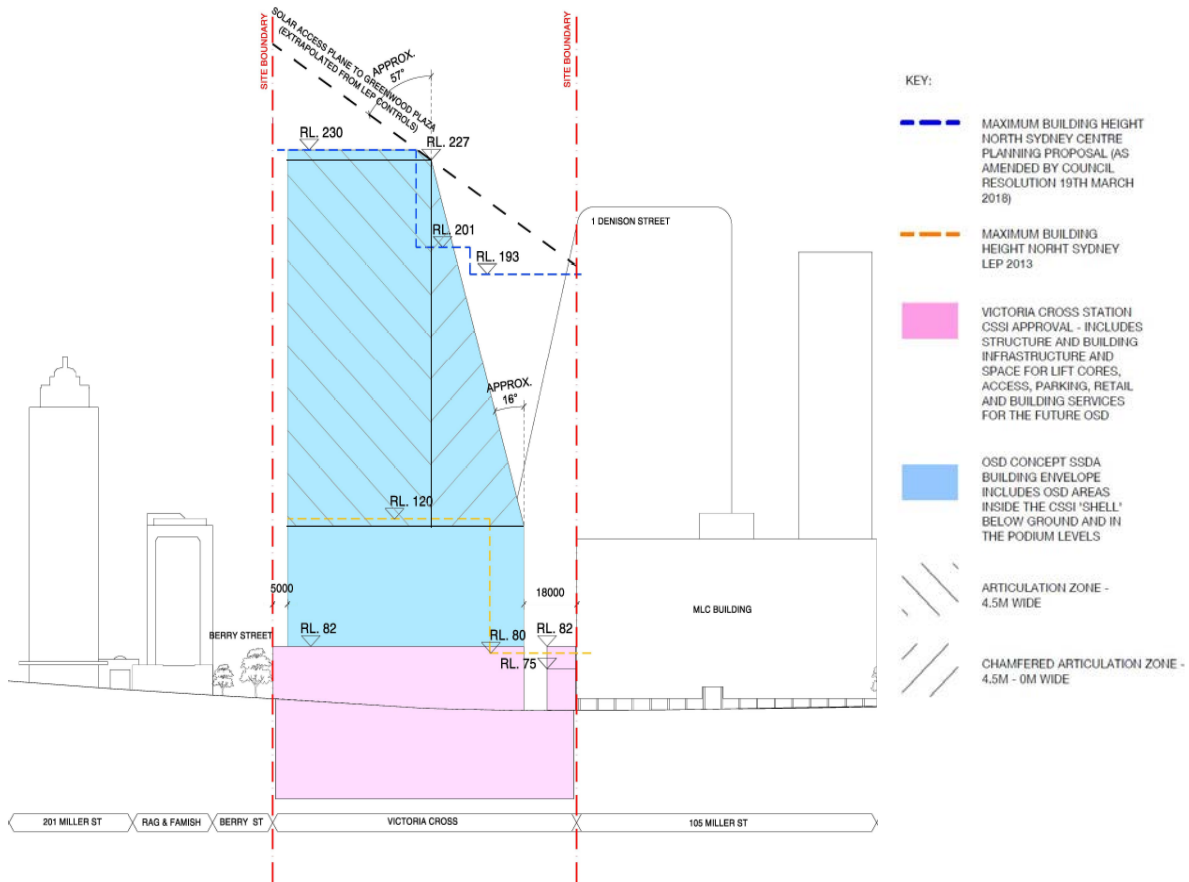 SITE BOUNDARY
SOLAR ACCESS PLANE TO GREENWOOD PLAZA
(EXTRAPOLATED FROM LEP CONTROLS)
APPROX.
57°
SITE BOUNDARY
RL. 230
RL. 227
RL. 201
RL. 193
1 DENISON STREET
APPROX.
16°
RL. 120
5000
18000
BERRY STREET
RL. 82
RL. 80
RL. 82
RL. 75
MLC BUILDING
201 MILLER ST
RAG & FAMISH
BERRY ST
VICTORIA CROSS
105 MILLER ST
KEY:
MAXIMUM BUILDING HEIGHT
NORTH SYDNEY CENTRE
PLANNING PROPOSAL (AS
AMENDED BY COUNCIL
RESOLUTION 19TH MARCH
2018)
MAXIMUM BUILDING
HEIGHT NORHT SYDNEY
LEP 2013
VICTORIA CROSS STATION
CSSI APPROVAL - INCLUDES
STRUCTURE AND BUILDING
INFRASTRUCTURE AND
SPACE FOR LIFT CORES,
ACCESS, PARKING, RETAIL
AND BUILDING SERVICES
FOR THE FUTURE OSD
OSD CONCEPT SSDA
BUILDING ENVELOPE
INCLUDES OSD AREAS
INSIDE THE CSSI 'SHELL'
BELOW GROUND AND IN
THE PODIUM LEVELS
ARTICULATION ZONE -
4.5M WIDE
CHAMFERED ARTICULATION ZONE -
4.5M - 0M WIDE